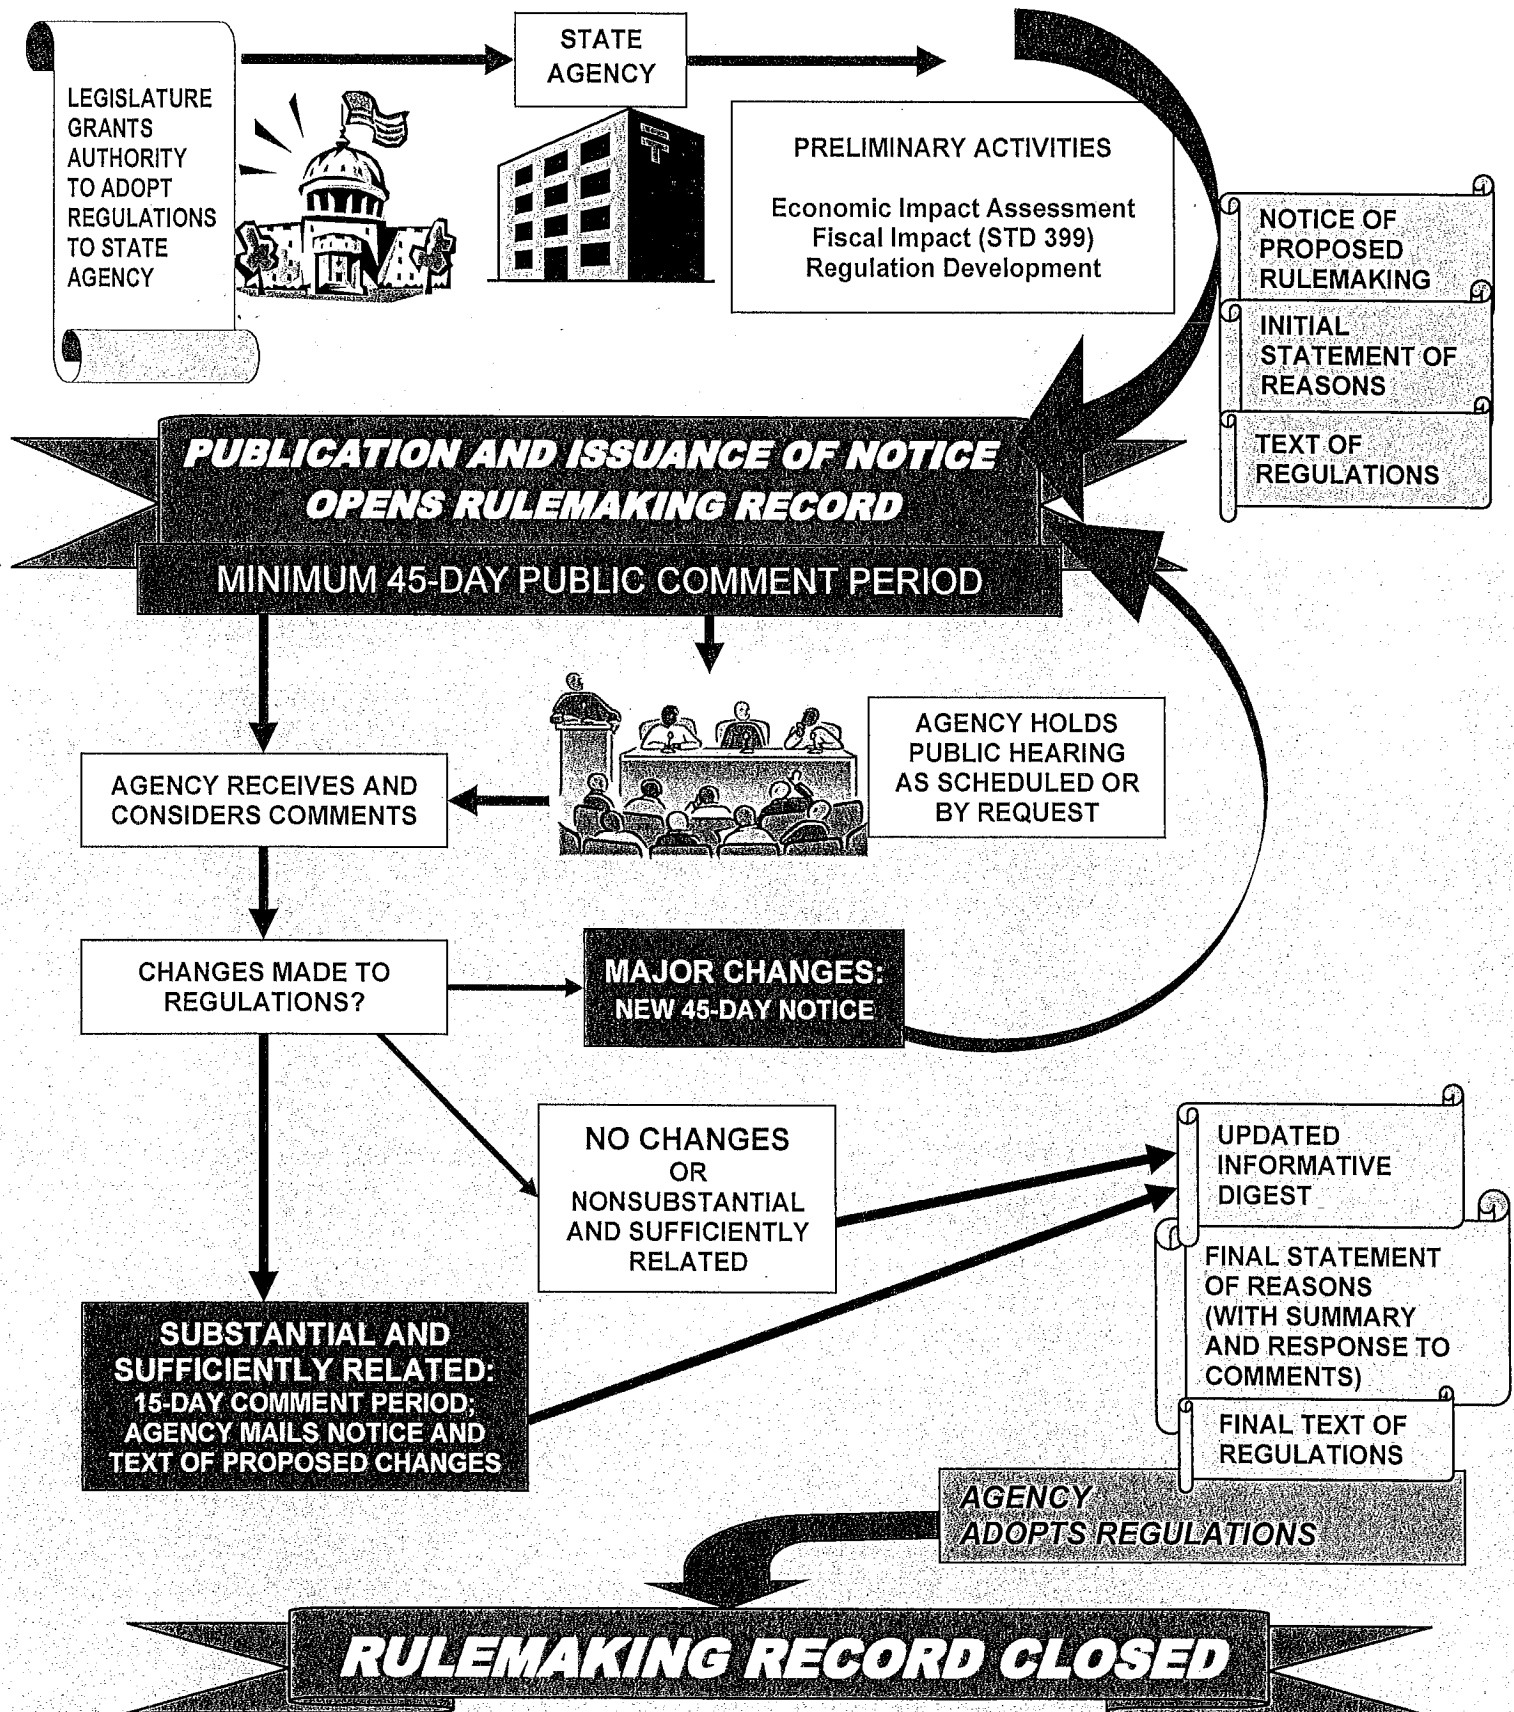 LEGISLATURE
GRANTS
AUTHORITY
TO ADOPT
REGULATIONS
TO STATE
AGENCY
STATE
AGENCY
PRELIMINARY ACTIVITIES
Economic Impact Assessment
Fiscal Impact (STD 399)
Regulation Development
NOTICE OF
PROPOSED
RULEMAKING
INITIAL
STATEMENT OF
REASONS
TEXT OF
REGULATIONS
PUBLICATION AND ISSUANCE OF NOTICE
OPENS RULEMAKING RECORD
MINIMUM 45-DAY PUBLIC COMMENT PERIOD
AGENCY HOLDS
PUBLIC HEARING
AS SCHEDULED OR
BY REQUEST
AGENCY RECEIVES AND
CONSIDERS COMMENTS
CHANGES MADE TO
REGULATIONS?
MAJOR CHANGES:
NEW 45-DAY NOTICE
NO CHANGES
OR
NONSUBSTANTIAL
AND SUFFICIENTLY
RELATED
SUBSTANTIAL AND
SUFFICIENTLY RELATED:
15-DAY COMMENT PERIOD;
AGENCY MAILS NOTICE AND
TEXT OF PROPOSED CHANGES
UPDATED
INFORMATIVE
DIGEST
FINAL STATEMENT
OF REASONS
(WITH SUMMARY
AND RESPONSE TO
COMMENTS)
FINAL TEXT OF
REGULATIONS
AGENCY
ADOPTS REGULATIONS
RULEMAKING RECORD CLOSED